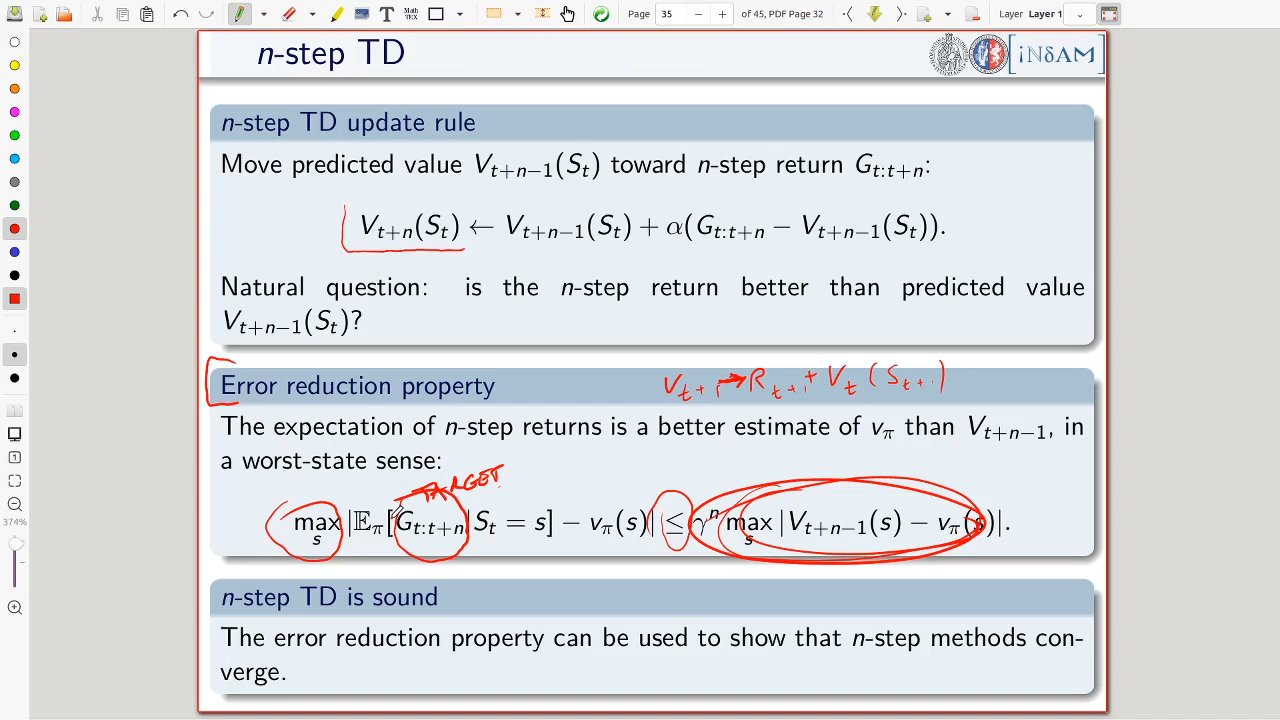 Math
TEX
T
Page 35 of 45, PDF Page 32 Layer Layer 1
n-step TD
iNδAM
n-step TD update rule
Move predicted value V_{t+n−1}(S_t) toward n-step return G_{t:t+n}:
V_{t+n}(S_t) ← V_{t+n−1}(S_t) + α(G_{t:t+n} − V_{t+n−1}(S_t)).
Natural question: is the n-step return better than predicted value
V_{t+n−1}(S_t)?
Error reduction property
V_{t+1} → R_{t+1} + V_t (S_{t+1})
The expectation of n-step returns is a better estimate of v_π than V_{t+n−1}, in
a worst-state sense:
TARGET
max_s |𝔼_π[G_{t:t+n}|S_t = s] − v_π(s)| ≤ γ^n max_s |V_{t+n−1}(s) − v_π(s)|.
n-step TD is sound
The error reduction property can be used to show that n-step methods con-
verge.
374%